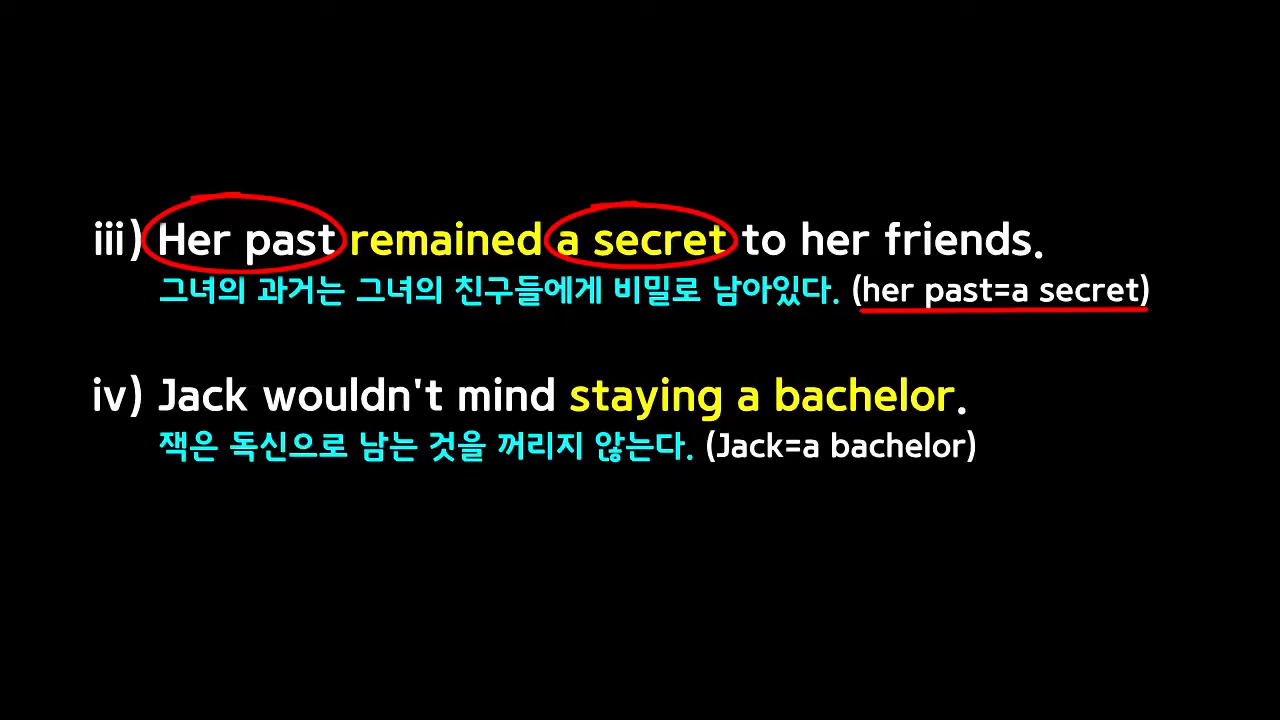 iii) Her past remained a secret to her friends.
그녀의 과거는 그녀의 친구들에게 비밀로 남아있다. (her past=a secret)
iv) Jack wouldn't mind staying a bachelor.
잭은 독신으로 남는 것을 꺼리지 않는다. (Jack=a bachelor)